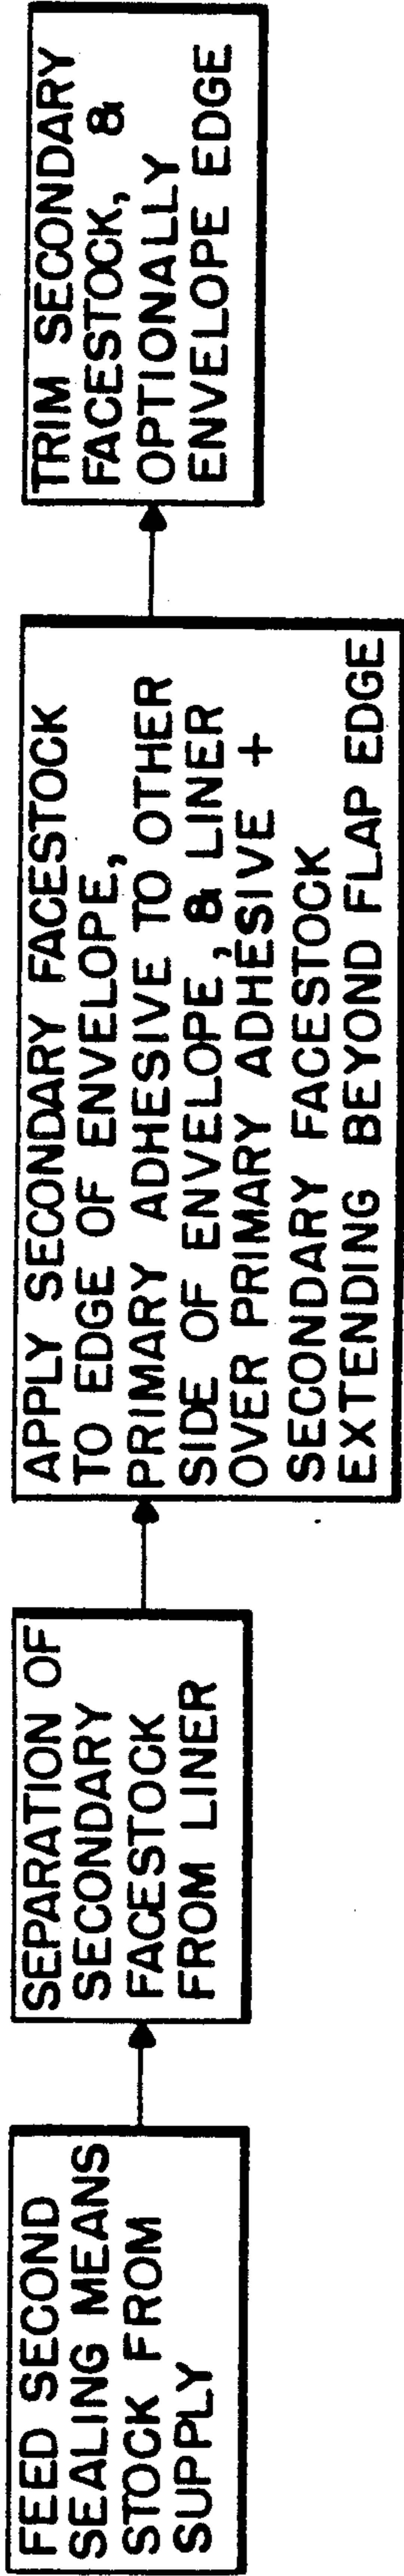 FEED SECOND
SEALING MEANS
STOCK FROM
SUPPLY
SEPARATION OF
SECONDARY
FACESTOCK
FROM LINER
APPLY SECONDARY FACESTOCK
TO EDGE OF ENVELOPE,
PRIMARY ADHESIVE TO OTHER
SIDE OF ENVELOPE, & LINER
OVER PRIMARY ADHESIVE +
SECONDARY FACESTOCK
EXTENDING BEYOND FLAP EDGE
TRIM SECONDARY
FACESTOCK, &
OPTIONALLY
ENVELOPE EDGE